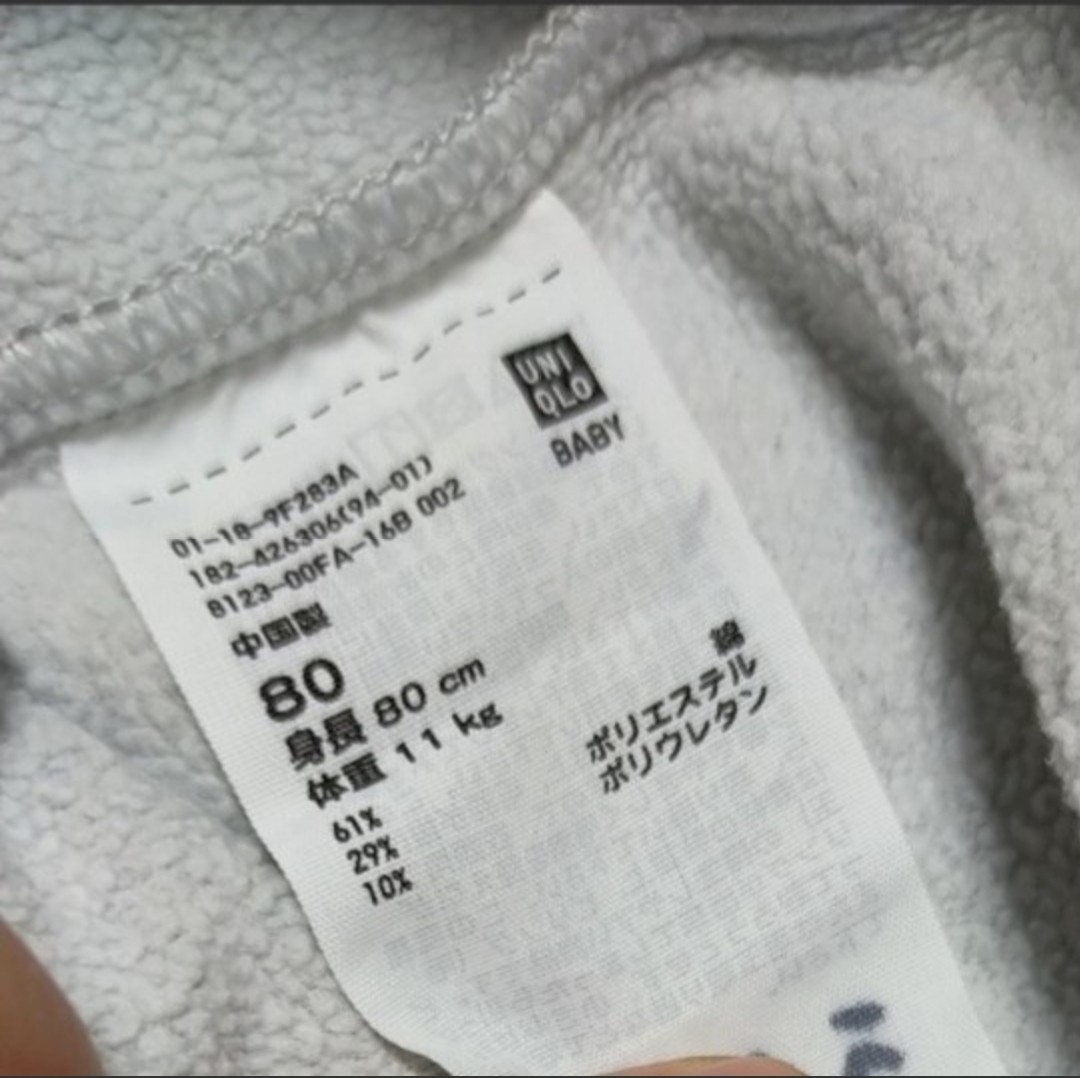 UNI
QLO
BABY
01-18-9F283A
182-426306(94-01)
8123-00FA-16B 002
中国製
80
身長 80 cm
体重 11 kg
綿
ポリエステル
ポリウレタン
61%
29%
10%